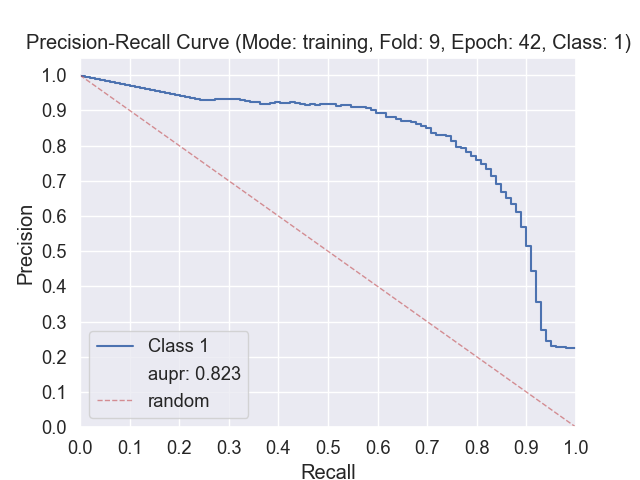 Precision-Recall Curve (Mode: training, Fold: 9, Epoch: 42, Class: 1)
1.0
0.9
0.8
0.7
0.6
0.5
0.4
0.3
0.2
0.1
0.0
Precision
Class 1
aupr: 0.823
random
0.0 0.1 0.2 0.3 0.4 0.5 0.6 0.7 0.8 0.9 1.0
Recall